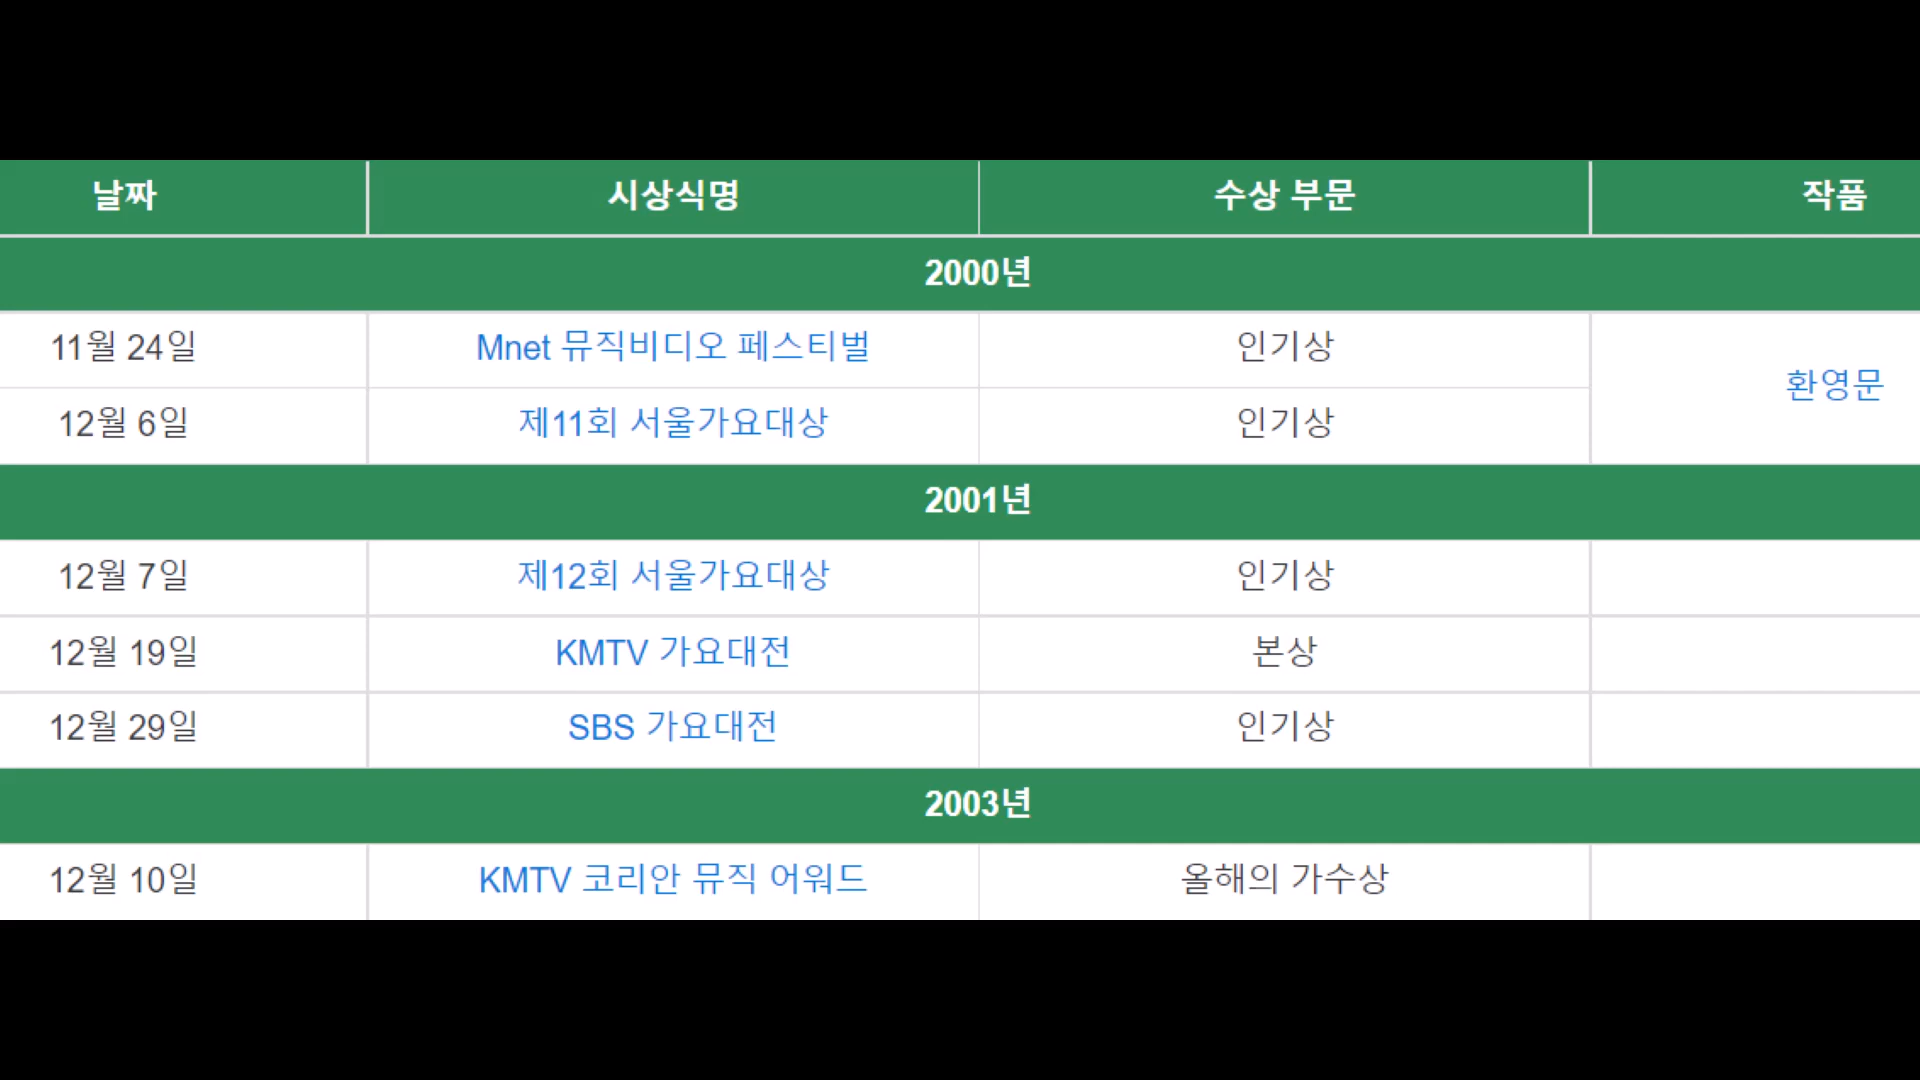 날짜 시상식명 수상 부문 작품
2000년
11월 24일 Mnet 뮤직비디오 페스티벌 인기상 환영문
12월 6일 제11회 서울가요대상 인기상
2001년
12월 7일 제12회 서울가요대상 인기상
12월 19일 KMTV 가요대전 본상
12월 29일 SBS 가요대전 인기상
2003년
12월 10일 KMTV 코리안 뮤직 어워드 올해의 가수상